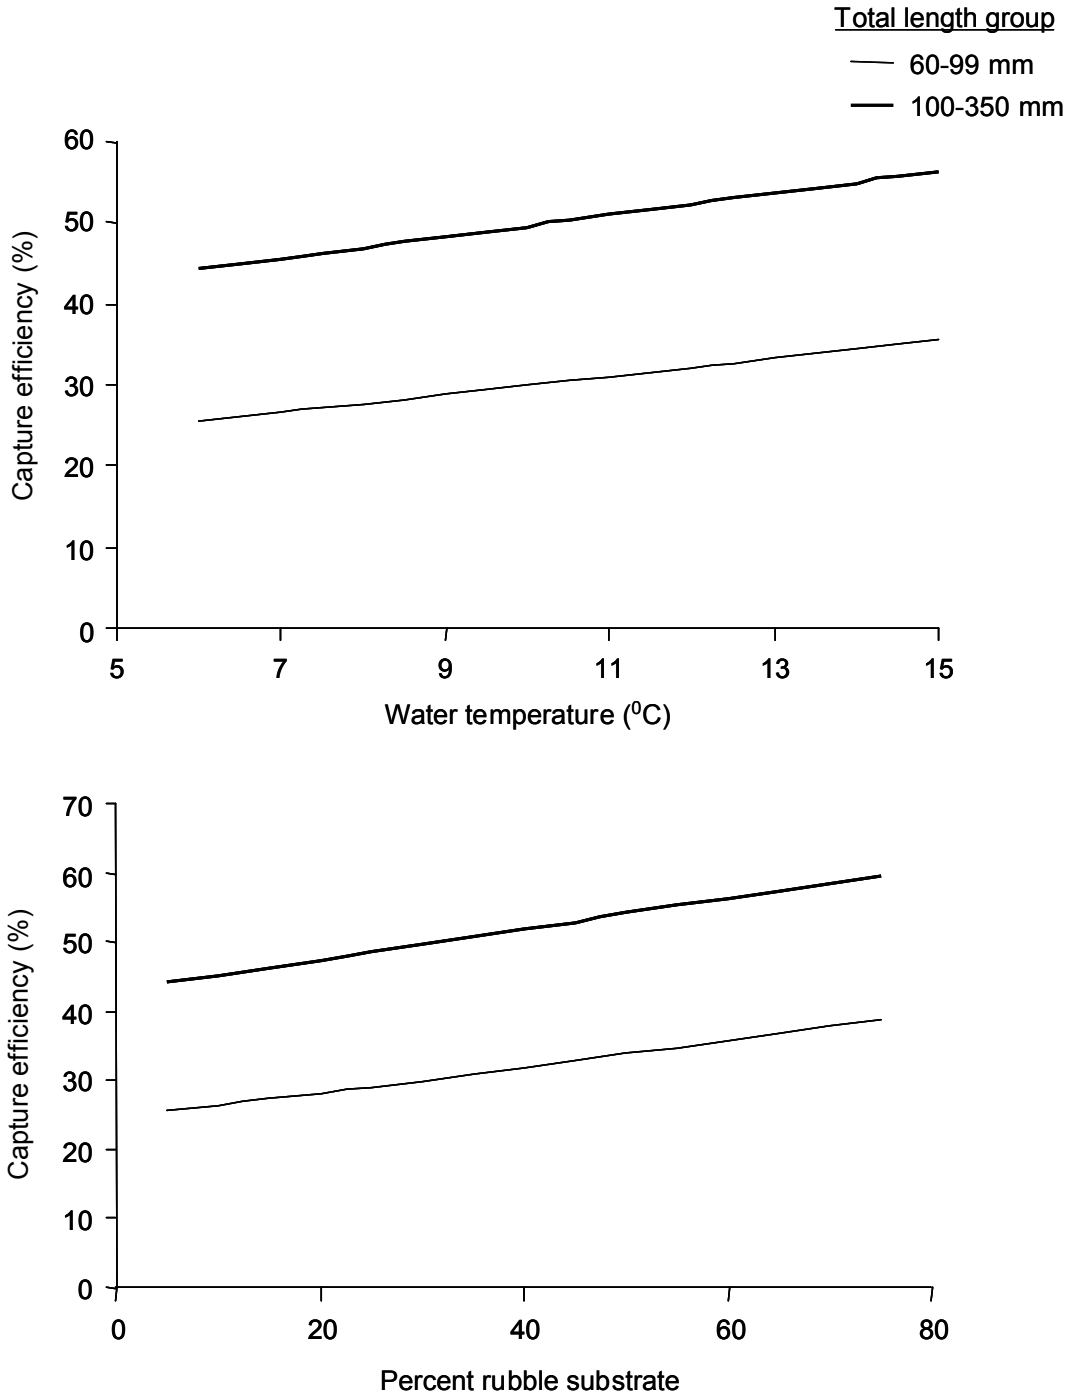 Total length group
60-99 mm
100-350 mm
Capture efficiency (%)
60
50
40
30
20
10
0
5 7 9 11 13 15
Water temperature (⁰C)
Capture efficiency (%)
70
60
50
40
30
20
10
0
0 20 40 60 80
Percent rubble substrate